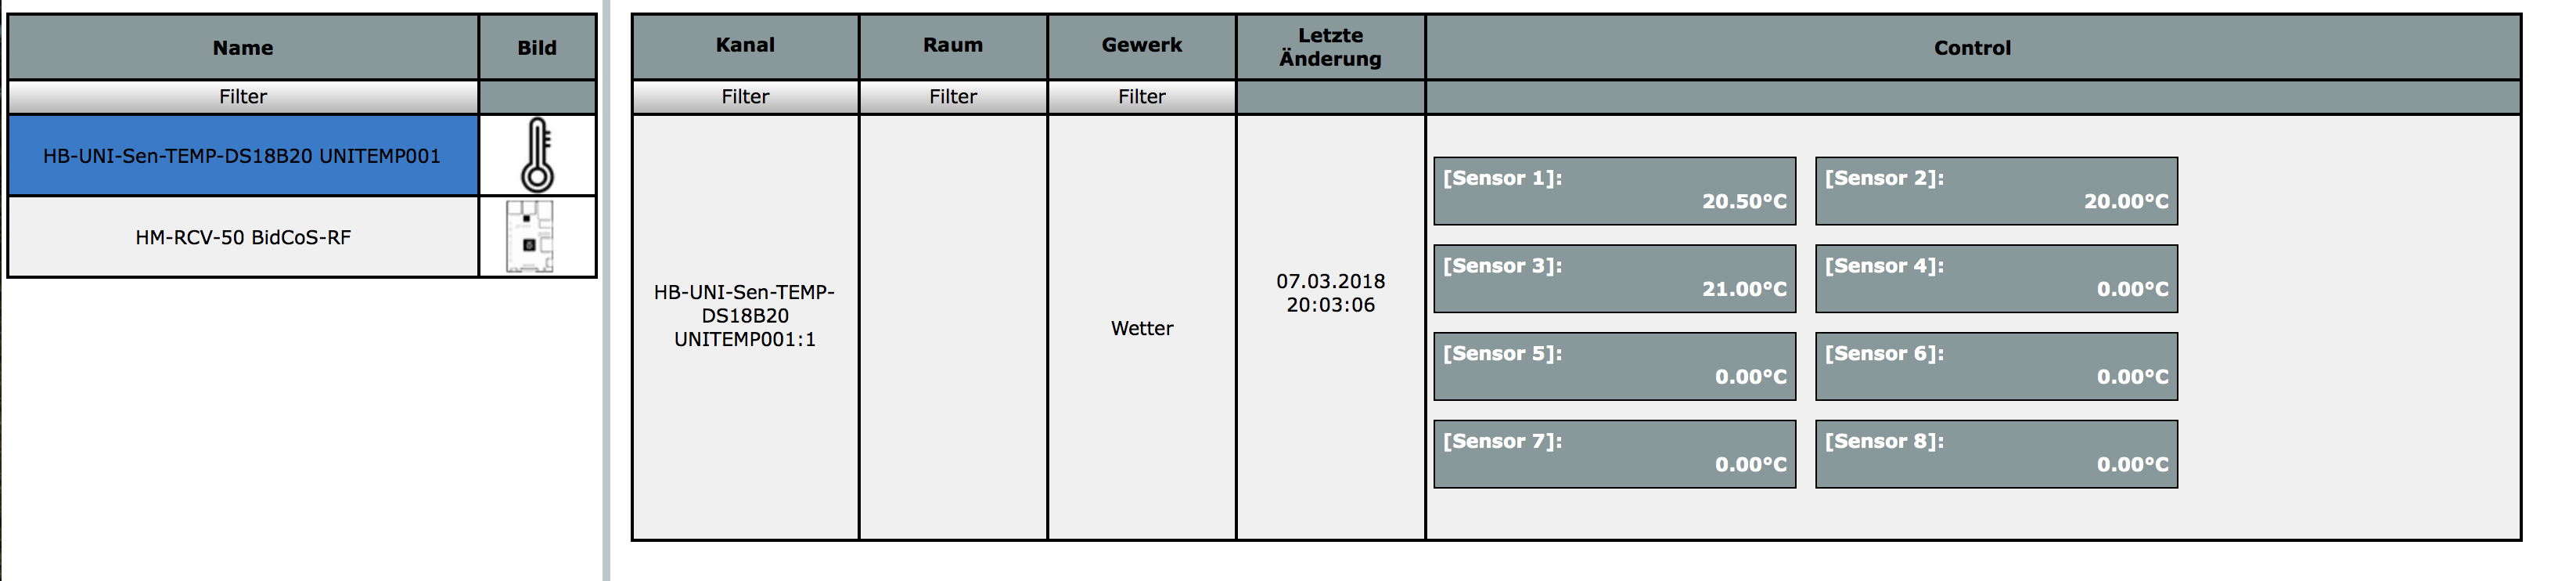 Name
Bild
Filter
HB-UNI-Sen-TEMP-DS18B20 UNITEMP001
HM-RCV-50 BidCoS-RF
Kanal
Raum
Gewerk
Letzte
Änderung
Control
Filter
Filter
Filter
HB-UNI-Sen-TEMP-
DS18B20
UNITEMP001:1
Wetter
07.03.2018
20:03:06
[Sensor 1]:
20.50°C
[Sensor 2]:
20.00°C
[Sensor 3]:
21.00°C
[Sensor 4]:
0.00°C
[Sensor 5]:
0.00°C
[Sensor 6]:
0.00°C
[Sensor 7]:
0.00°C
[Sensor 8]:
0.00°C